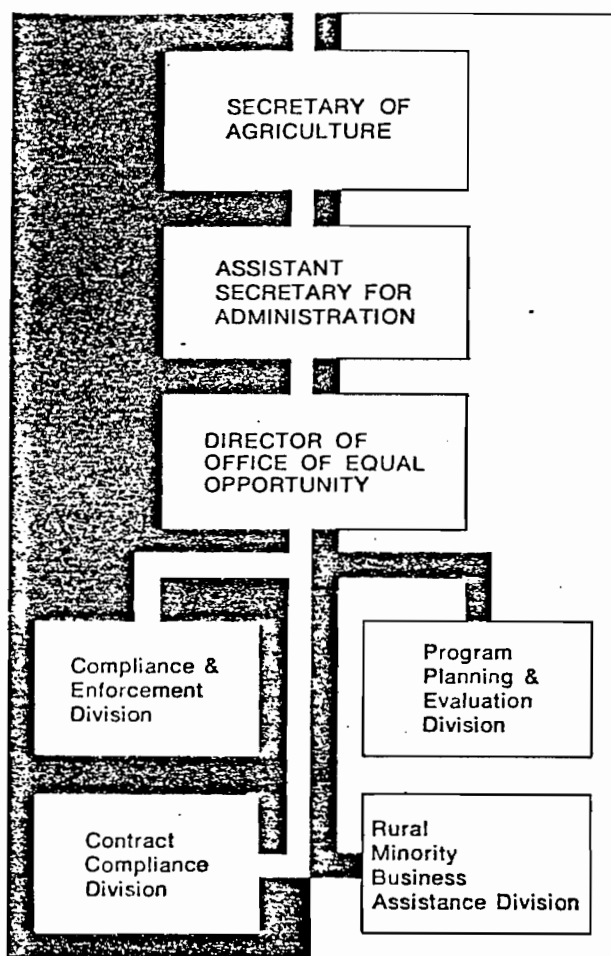 SECRETARY OF
AGRICULTURE
ASSISTANT
SECRETARY FOR
ADMINISTRATION
DIRECTOR OF
OFFICE OF EQUAL
OPPORTUNITY
Compliance &
Enforcement
Division
Program
Planning &
Evaluation
Division
Contract
Compliance
Division
Rural
Minority
Business
Assistance Division